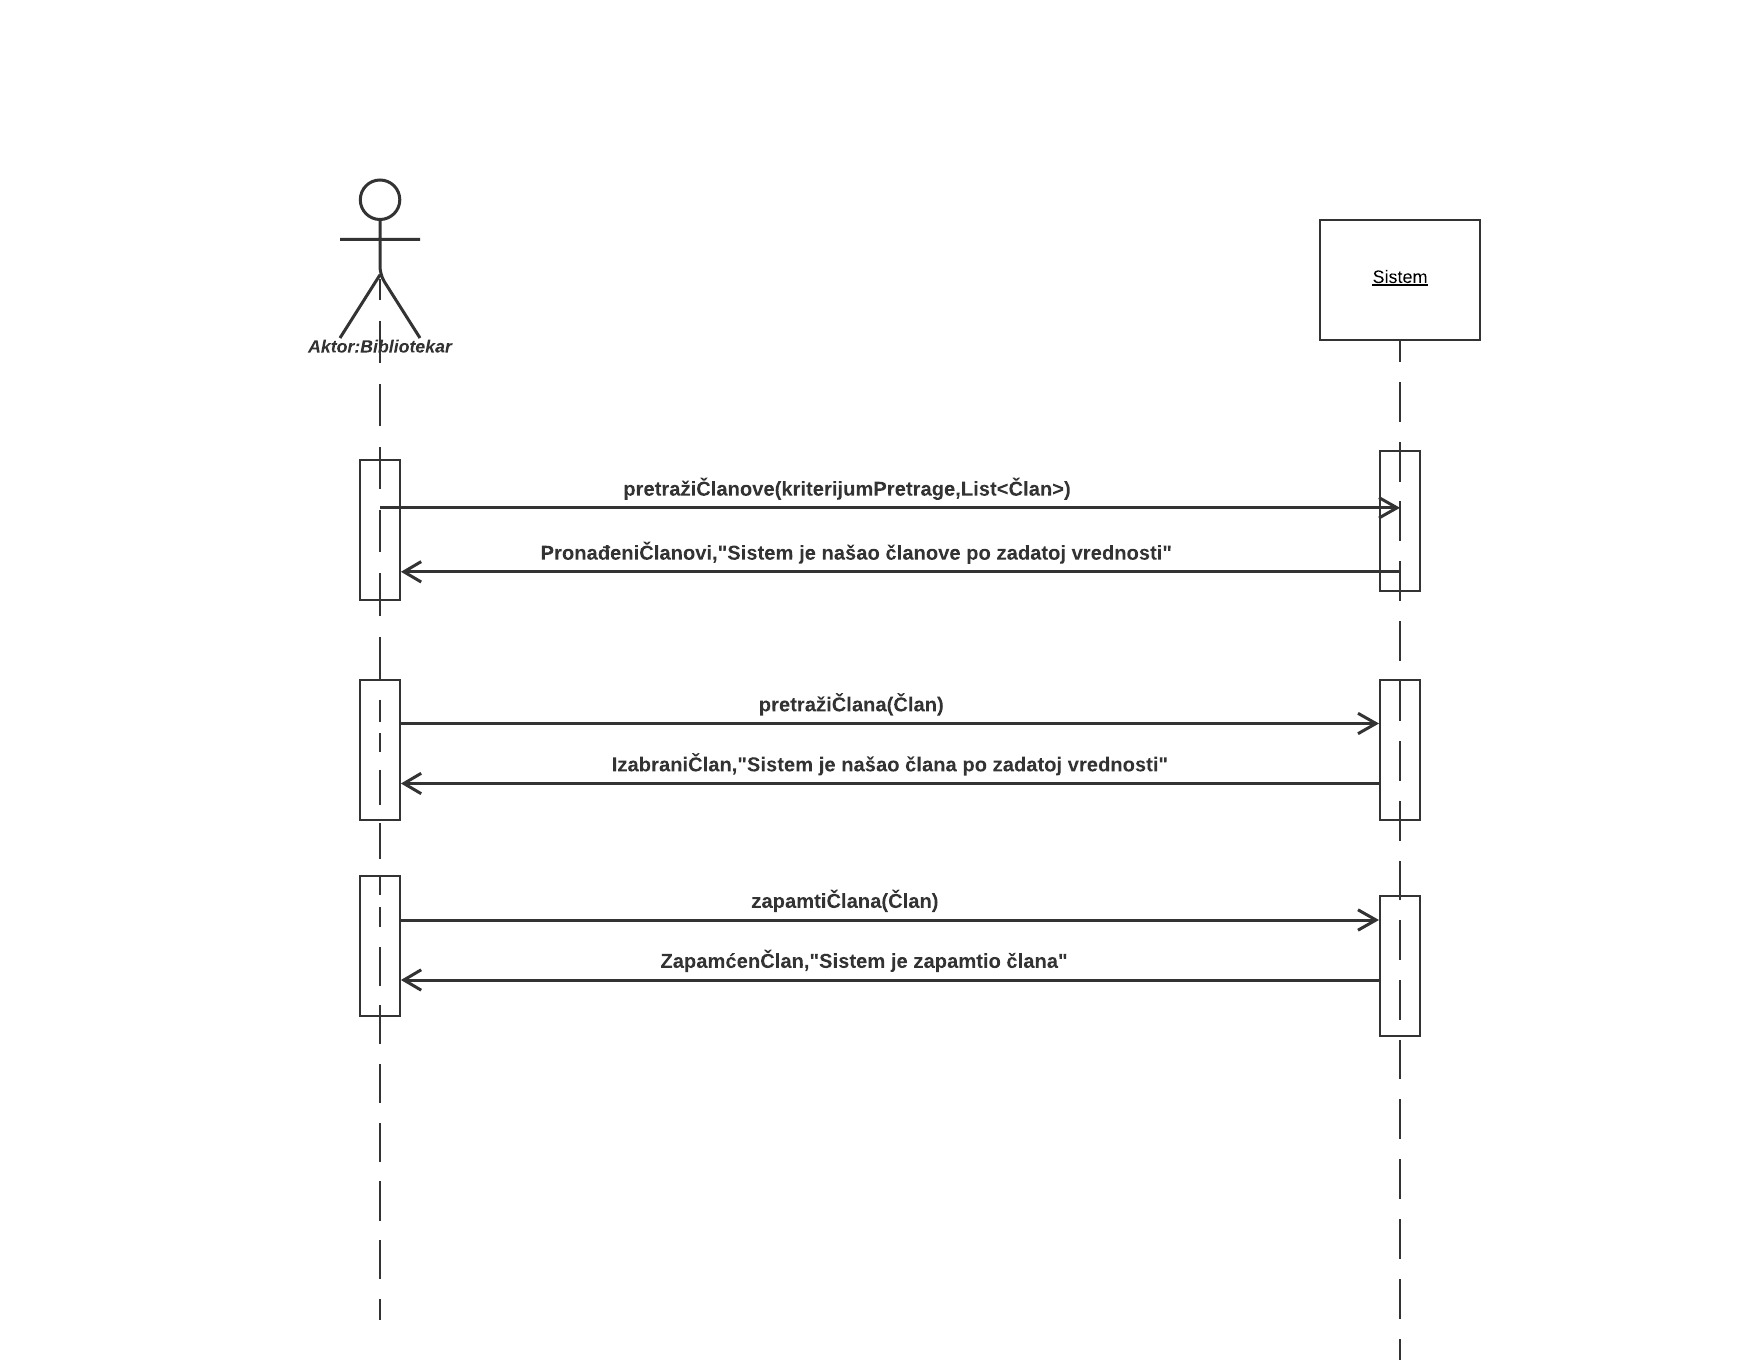 Sistem
Aktor:Bibliotekar
pretražiČlanove(kriterijumPretrage,List<Član>)
PronađeniČlanovi,"Sistem je našao članove po zadatoj vrednosti"
pretražiČlana(Član)
IzabraniČlan,"Sistem je našao člana po zadatoj vrednosti"
zapamtiČlana(Član)
ZapamćenČlan,"Sistem je zapamtio člana"